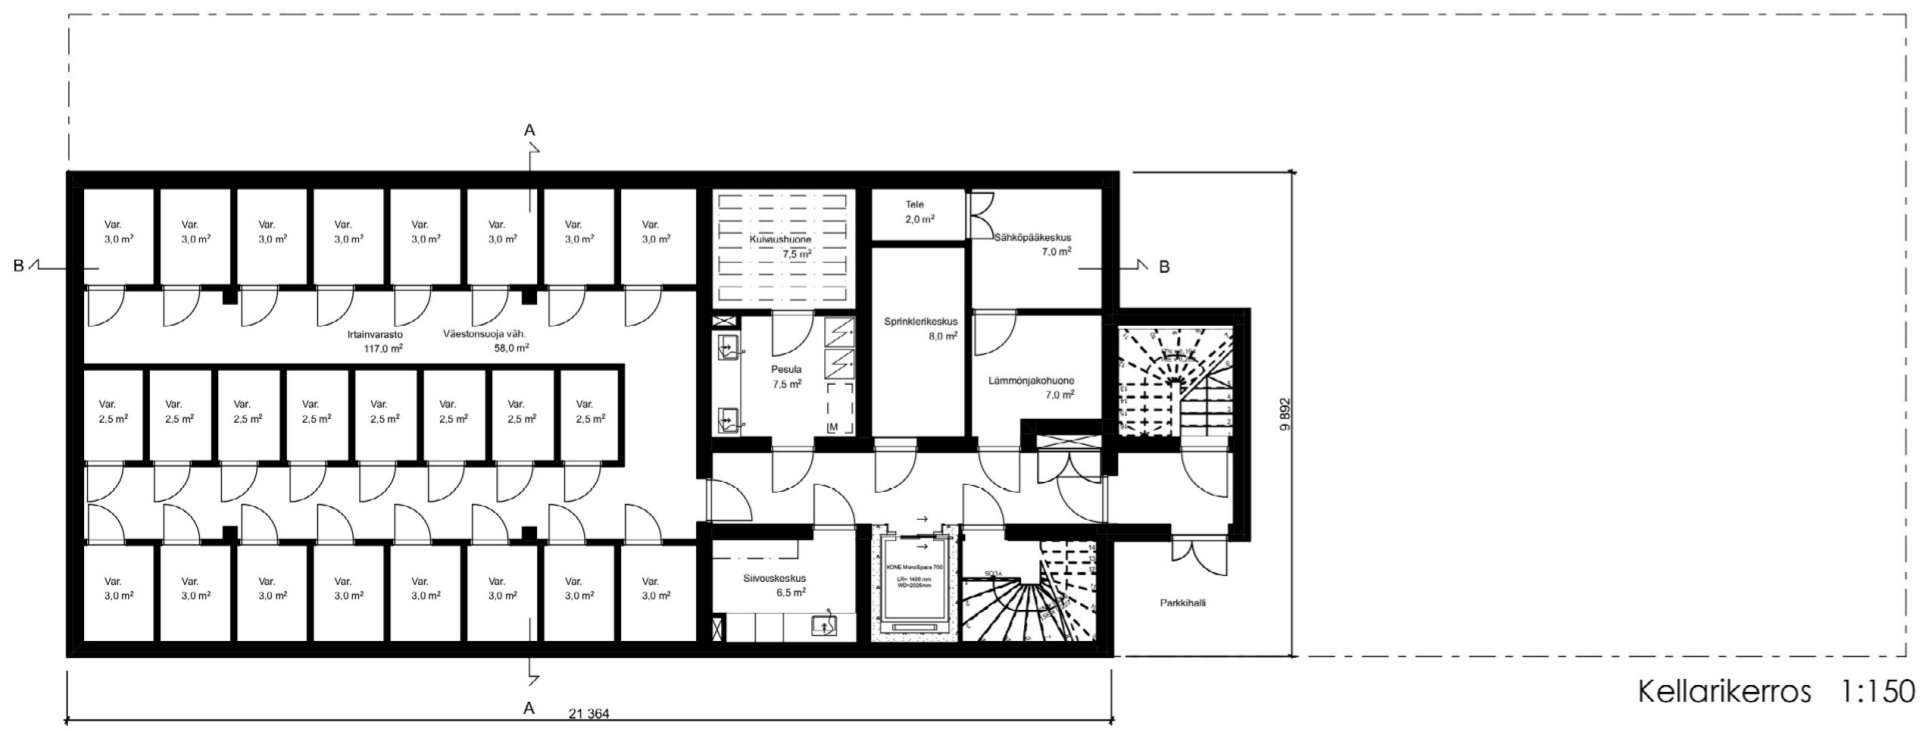 A
Var. Var. Var. Var. Var. Var. Var. Var.
3,0 m² 3,0 m² 3,0 m² 3,0 m² 3,0 m² 3,0 m² 3,0 m² 3,0 m²
Kuivaushuone
7,5 m²
Tele
2,0 m²
Sähköpääkeskus
7,0 m²
B
B
Irtainvarasto
117,0 m²
Väestonsuoja väh.
58,0 m²
Sprinklerikeskus
8,0 m²
Pesula
7,5 m²
M
Lämmönjakohuone
7,0 m²
Var. Var. Var. Var. Var. Var. Var. Var.
2,5 m² 2,5 m² 2,5 m² 2,5 m² 2,5 m² 2,5 m² 2,5 m² 2,5 m²
9 892
Var. Var. Var. Var. Var. Var. Var. Var.
3,0 m² 3,0 m² 3,0 m² 3,0 m² 3,0 m² 3,0 m² 3,0 m² 3,0 m²
Siivouskeskus
6,5 m²
KONE MonoSpace 700
Parkkihalli
A
21 364
Kellarikerros 1:150